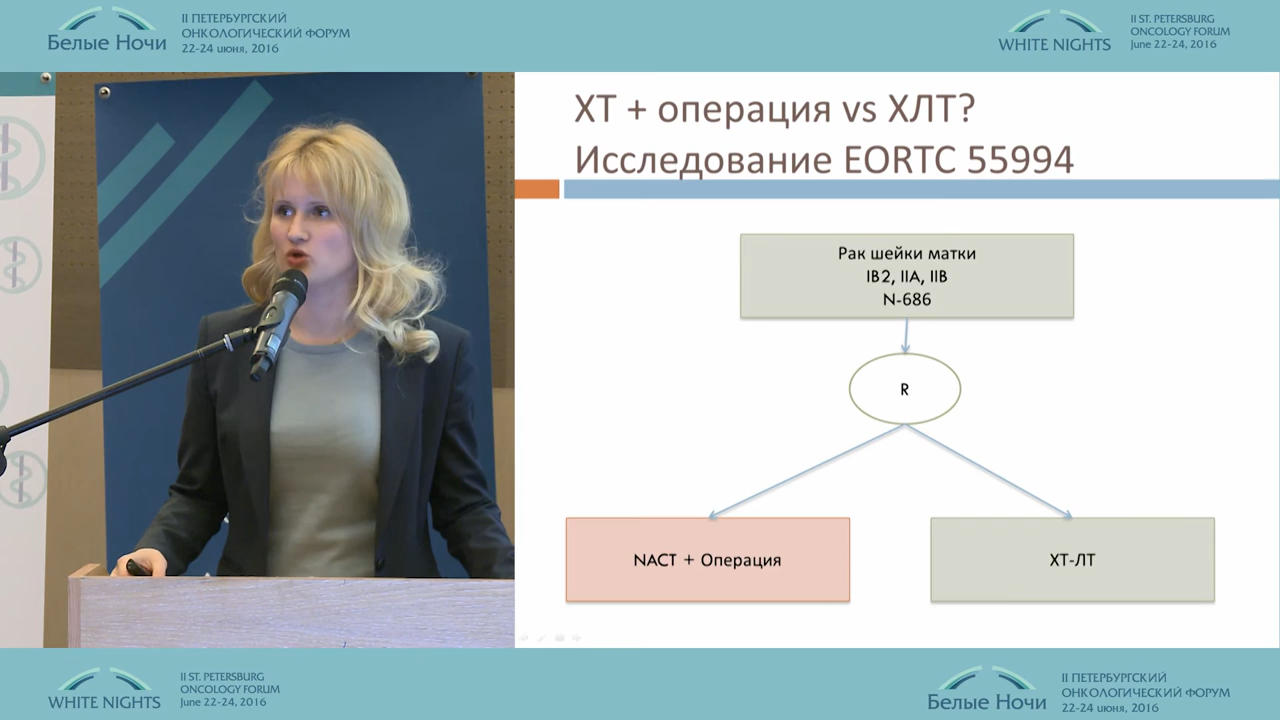 II ПЕТЕРБУРГСКИЙ
ОНКОЛОГИЧЕСКИЙ ФОРУМ
Белые Ночи
22-24 июня, 2016
II ST. PETERSBURG
ONCOLOGY FORUM
WHITE NIGHTS
June 22-24, 2016
ХТ + операция vs ХЛТ?
Исследование EORTC 55994
Рак шейки матки
IB2, IIA, IIB
N-686
R
NACT + Операция
ХТ-ЛТ
II ST. PETERSBURG
ONCOLOGY FORUM
WHITE NIGHTS
June 22-24, 2016
II ПЕТЕРБУРГСКИЙ
ОНКОЛОГИЧЕСКИЙ ФОРУМ
Белые Ночи
22-24 июня, 2016